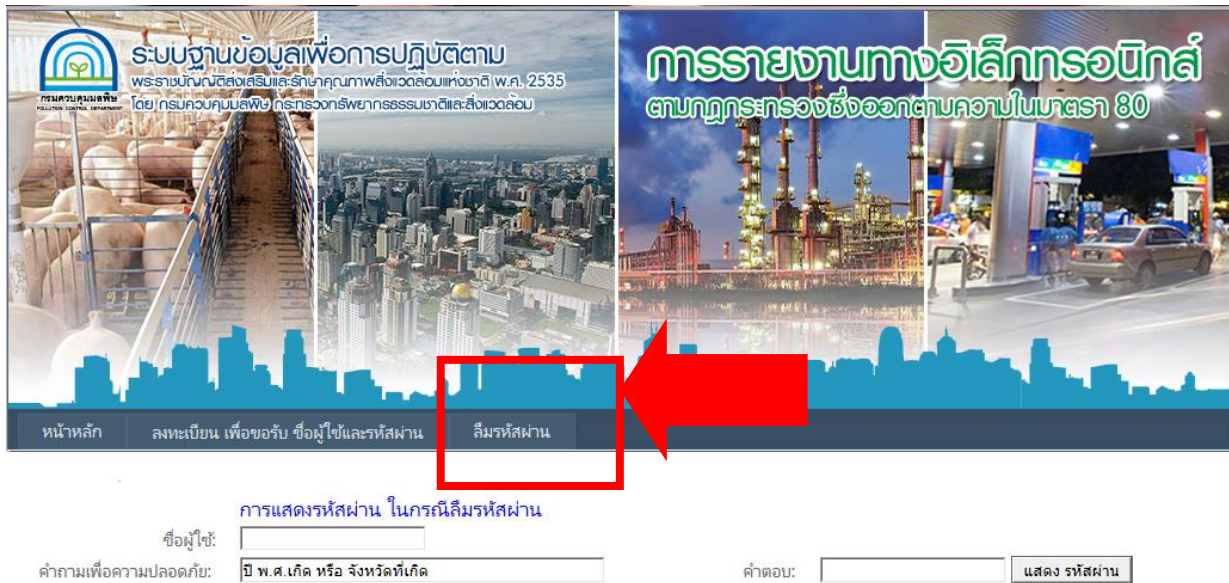 ระบบฐานข้อมูลเพื่อการปฏิบัติตาม
พระราชบัญญัติส่งเสริมและรักษาคุณภาพสิ่งแวดล้อมแห่งชาติ พ.ศ. 2535
โดย กรมควบคุมมลพิษ กระทรวงทรัพยากรธรรมชาติและสิ่งแวดล้อม
กรมควบคุมมลพิษ
POLLUTION CONTROL DEPARTMENT
การรายงานทางอิเล็กทรอนิกส์
ตามกฎกระทรวงซึ่งออกตามความในมาตรา 80
หน้าหลัก ลงทะเบียน เพื่อขอรับ ชื่อผู้ใช้และรหัสผ่าน ลืมรหัสผ่าน
การแสดงรหัสผ่าน ในกรณีลืมรหัสผ่าน
ชื่อผู้ใช้:
คำถามเพื่อความปลอดภัย: ปี พ.ศ.เกิด หรือ จังหวัดที่เกิด คำตอบ: แสดง รหัสผ่าน